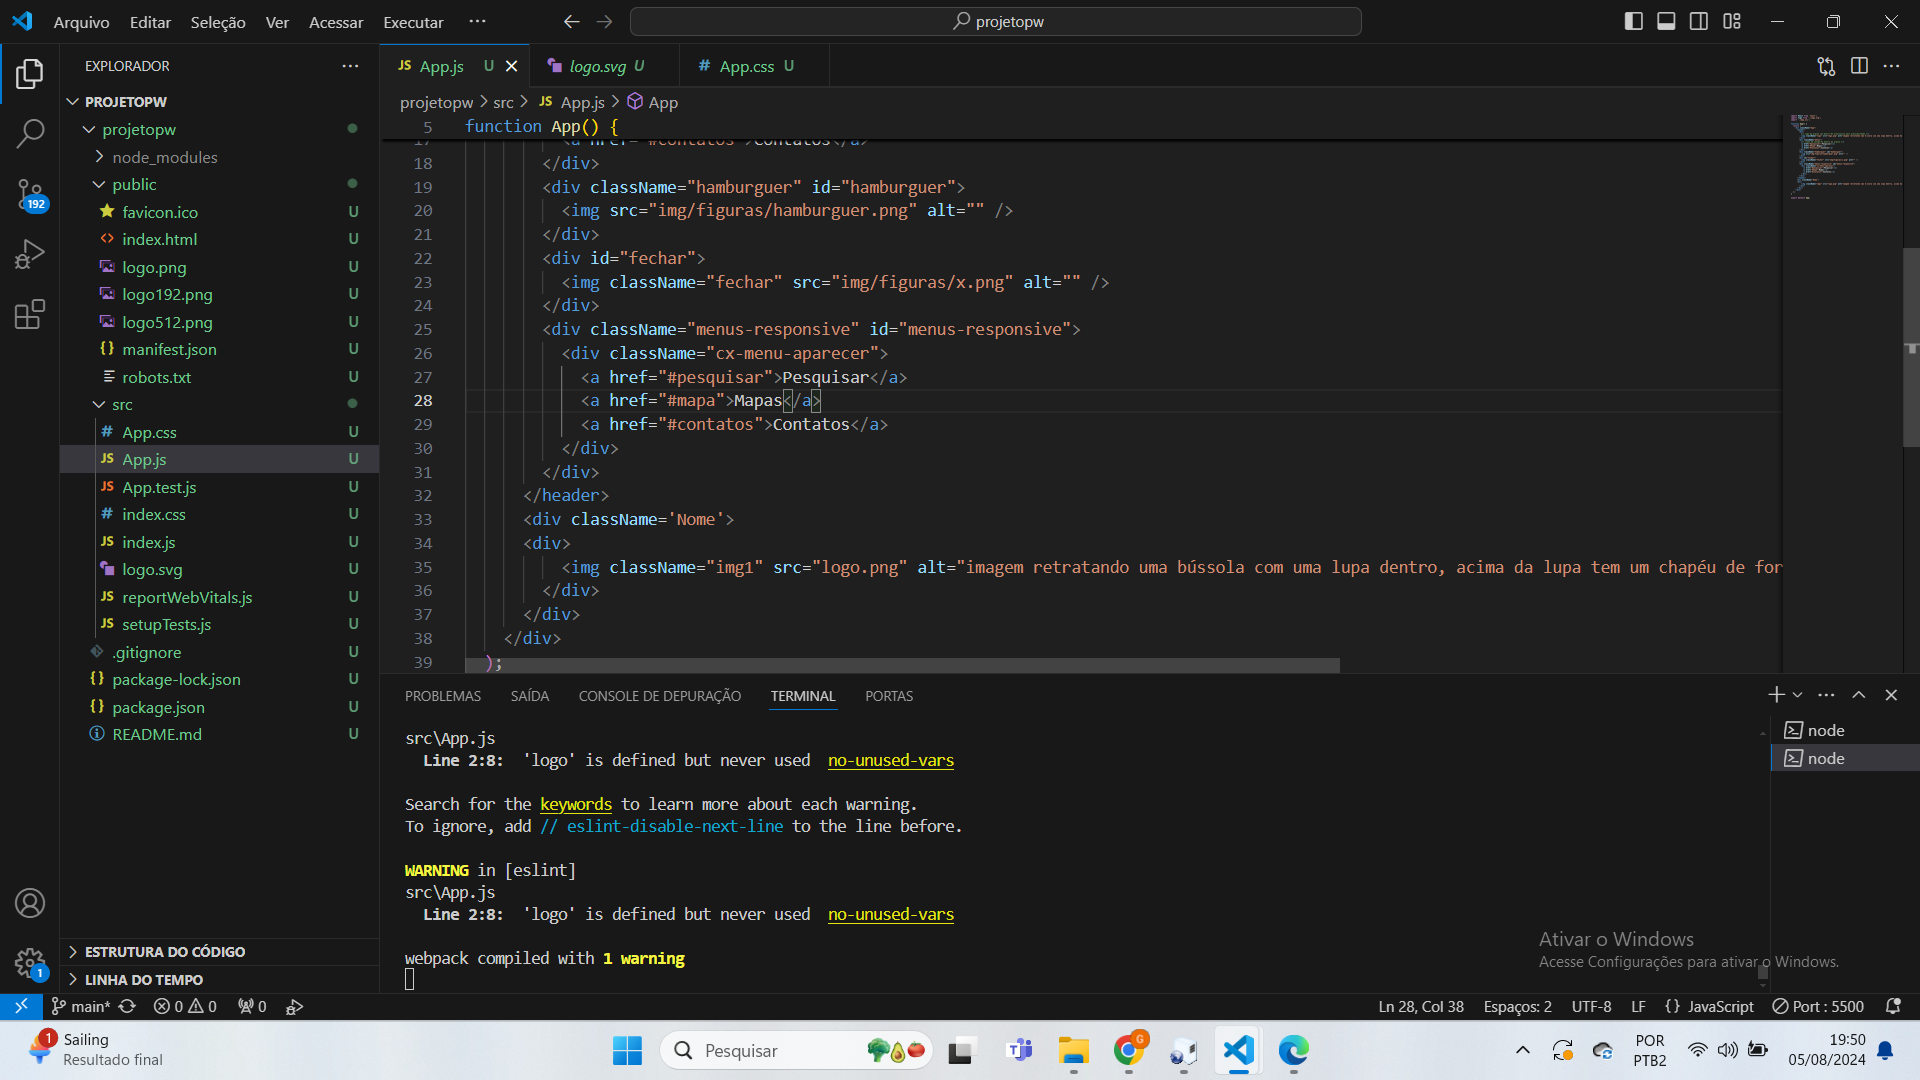 Arquivo Editar Seleção Ver Acessar Executar ··· projetopw
EXPLORADOR ···
PROJETOPW
projetopw
node_modules
public
favicon.ico U
index.html U
logo.png U
logo192.png U
logo512.png U
manifest.json U
robots.txt U
src
App.css U
App.js U
App.test.js U
index.css U
index.js U
logo.svg U
reportWebVitals.js U
setupTests.js U
.gitignore U
package-lock.json U
package.json U
README.md U
ESTRUTURA DO CÓDIGO
LINHA DO TEMPO
192
1
JS App.js U
logo.svg U
# App.css U
projetopw > src > JS App.js > App
5 function App() {
17 <a href="#contatos">Contatos</a>
18 </div>
19 <div className="hamburguer" id="hamburguer">
20 <img src="img/figuras/hamburguer.png" alt="" />
21 </div>
22 <div id="fechar">
23 <img className="fechar" src="img/figuras/x.png" alt="" />
24 </div>
25 <div className="menus-responsive" id="menus-responsive">
26 <div className="cx-menu-aparecer">
27 <a href="#pesquisar">Pesquisar</a>
28 <a href="#mapa">Mapas</a>
29 <a href="#contatos">Contatos</a>
30 </div>
31 </div>
32 </header>
33 <div className='Nome'>
34 <div>
35 <img className="img1" src="logo.png" alt="imagem retratando uma bússola com uma lupa dentro, acima da lupa tem um chapéu de for
36 </div>
37 </div>
38 </div>
39 );
PROBLEMAS SAÍDA CONSOLE DE DEPURAÇÃO TERMINAL PORTAS
src\App.js
Line 2:8: 'logo' is defined but never used no-unused-vars
Search for the keywords to learn more about each warning.
To ignore, add // eslint-disable-next-line to the line before.
WARNING in [eslint]
src\App.js
Line 2:8: 'logo' is defined but never used no-unused-vars
webpack compiled with 1 warning
node
node
Ativar o Windows
Acesse Configurações para ativar o Windows.
main* 0 0 0 Ln 28, Col 38 Espaços: 2 UTF-8 LF {} JavaScript Port : 5500
1
Sailing
Resultado final
Pesquisar
G
POR
PTB2
19:50
05/08/2024